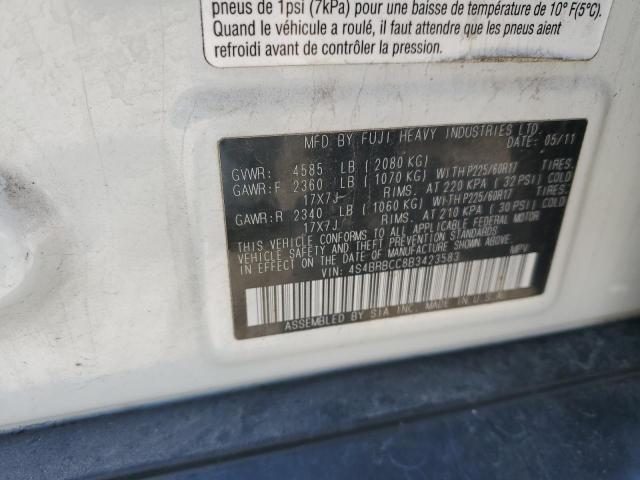 pneus de 1psi (7kPa) pour une baisse de température de 10° F(5°C).
Quand le véhicule a roulé, il faut attendre que les pneus aient
refroidi avant de contrôler la pression.
MFD BY FUJI HEAVY INDUSTRIES LTD.
DATE: 05/11
GVWR: 4585 LB ( 2080 KG)
GAWR:F 2360 LB ( 1070 KG) WITH P225/60R17 TIRES.
17X7J RIMS. AT 220 KPA ( 32 PSI) COLD
GAWR:R 2340 LB ( 1060 KG) WITH P225/60R17 TIRES.
17X7J RIMS. AT 210 KPA ( 30 PSI) COLD
THIS VEHICLE CONFORMS TO ALL APPLICABLE FEDERAL MOTOR
VEHICLE SAFETY AND BUMPER STANDARDS
IN EFFECT ON THE DATE OF MANUFACTURE SHOWN ABOVE.
VIN: 4S4BRBCC8B3423583 MPV
ASSEMBLED BY SIA INC. MADE IN U.S.A.